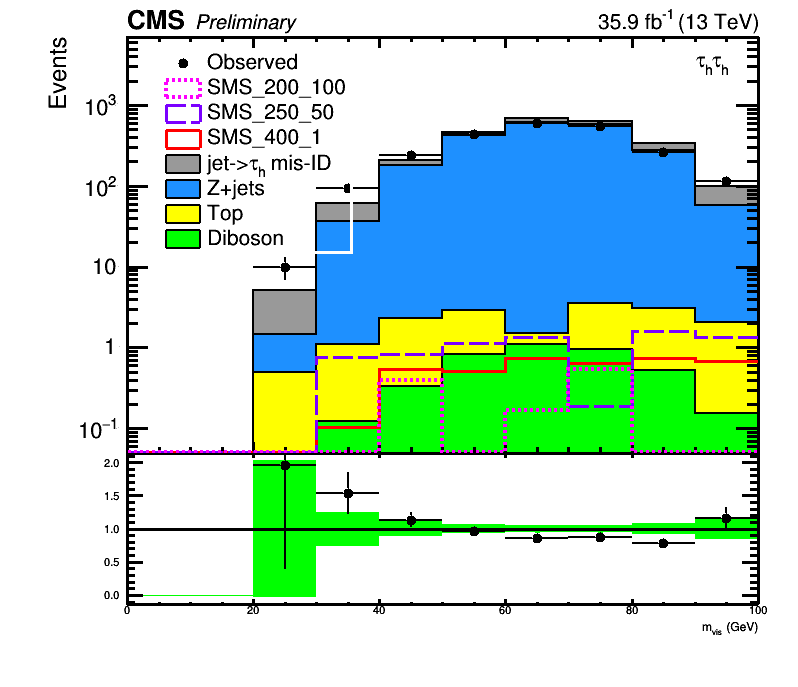 CMS Preliminary 35.9 fb⁻¹ (13 TeV)
Events
τₕτₕ
Observed
SMS_200_100
SMS_250_50
SMS_400_1
jet->τₕ mis-ID
Z+jets
Top
Diboson
10³
10²
10
1
10⁻¹
2.0
1.5
1.0
0.5
0.0
0 20 40 60 80 100
m_vis (GeV)